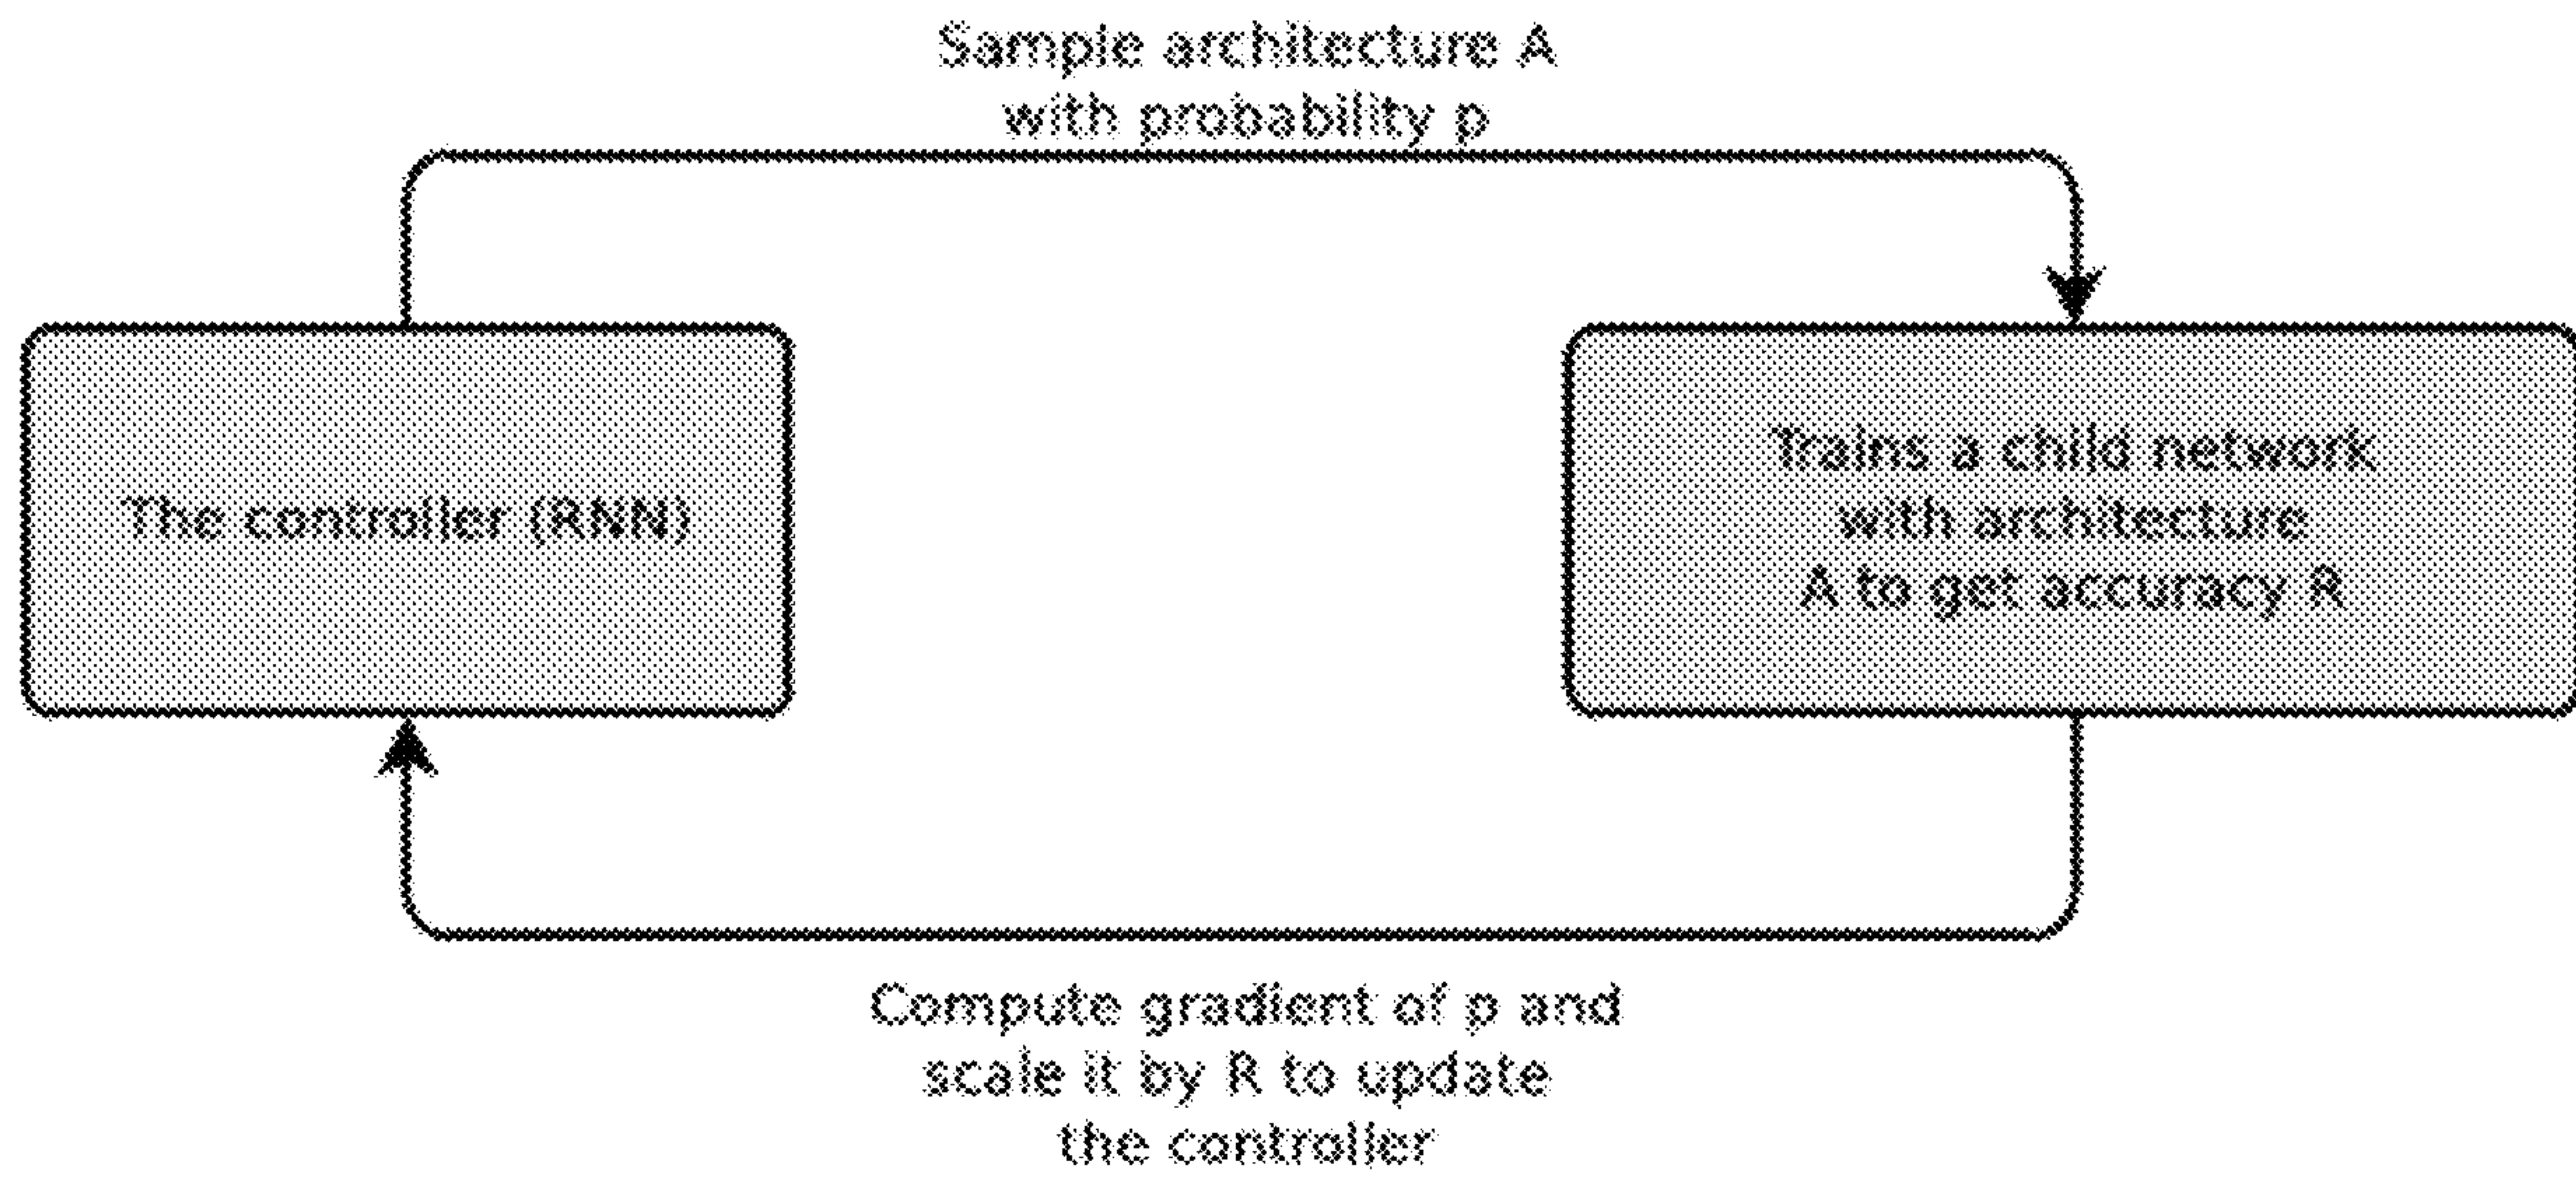 Sample architecture A
with probability p
The controller (RNN)
Trains a child network
with architecture
A to get accuracy R
Compute gradient of p and
scale it by R to update
the controller